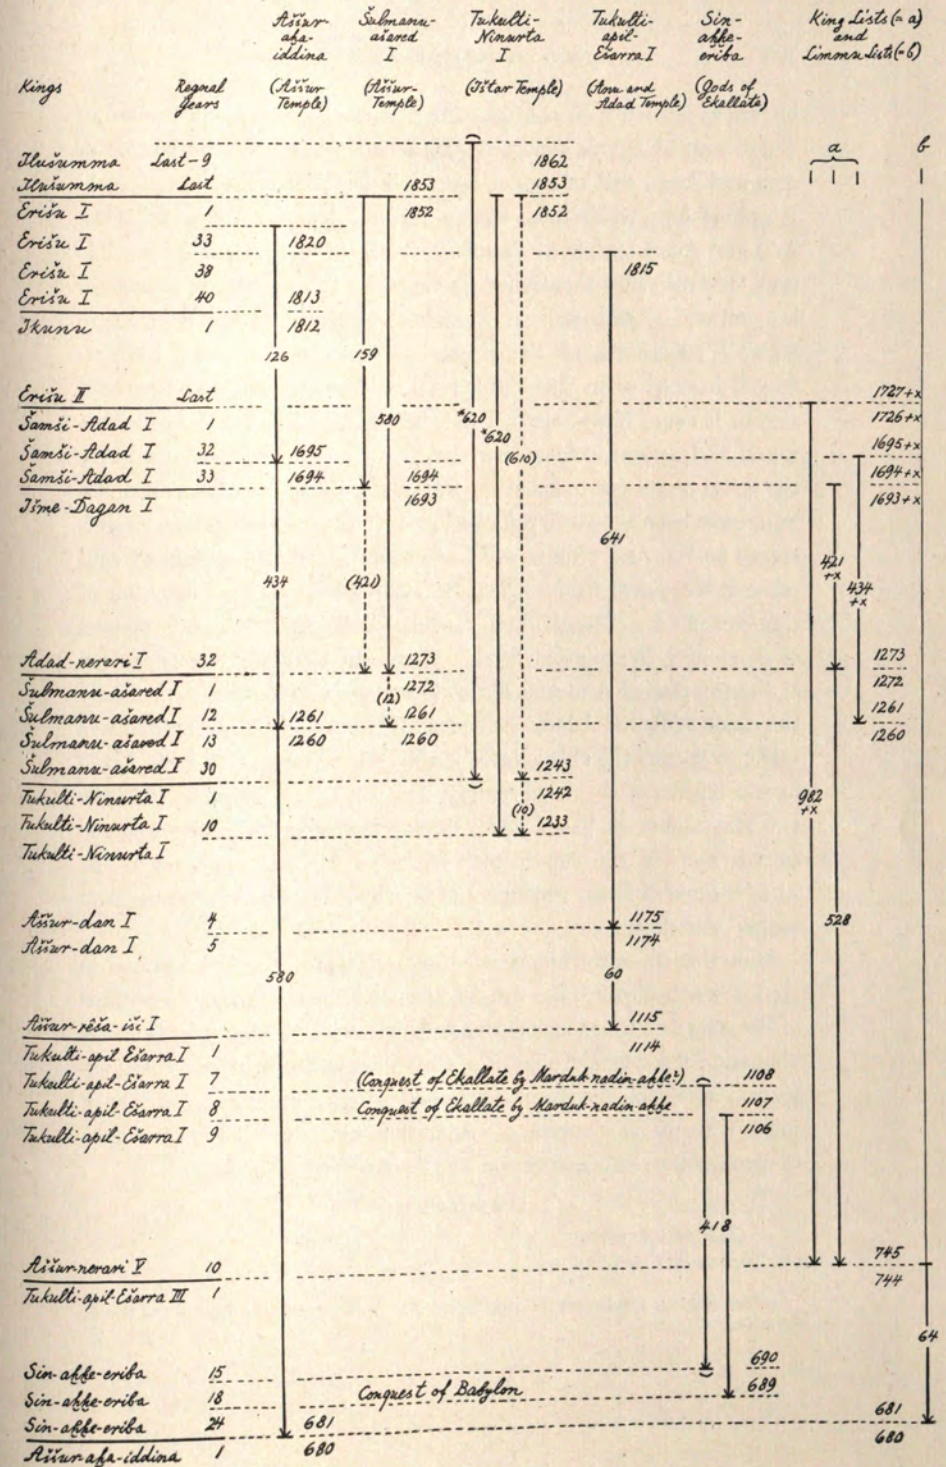 Aššur-aḫa-iddina Šulmanu-ašared I Tukulti-Ninurta I Tukulti-apil-Ešarra I Sin-aḫḫe-eriba King Lists (= a) and Limmu Lists (= b)
Kings Regnal Years (Aššur Temple) (Aššur-Temple) (Ištar Temple) (Anu and Adad Temple) (Gods of Ekallate)
a b
Ilušumma Last-9 1862
Ilušumma Last 1853 1853
Erišu I 1 1852 1852
Erišu I 33 1820
Erišu I 38 1815
Erišu I 40 1813
Ikunu 1 1812
126 159
Erišu II Last 1727+x
Šamši-Adad I 1 580 *620 *620 1726+x
Šamši-Adad I 32 1695 (610) 1695+x
Šamši-Adad I 33 1694 1694 1694+x
Išme-Dagan I 1693 1693+x
641
434 (421) 421+x 434+x
Adad-nerari I 32 1273 1273
Šulmanu-ašared I 1 1272 1272
(12)
Šulmanu-ašared I 12 1261 1261 1261
Šulmanu-ašared I 13 1260 1260 1260
Šulmanu-ašared I 30 1243
Tukulti-Ninurta I 1 1242 982+x
Tukulti-Ninurta I 10 (10) 1233
Tukulti-Ninurta I
Aššur-dan I 4 1175 528
Aššur-dan I 5 1174
580 60
Aššur-rêša-iši I 1115
Tukulti-apil Ešarra I 1 1114
Tukulti-apil-Ešarra I 7 (Conquest of Ekallate by Marduk-nadin-aḫḫe?) 1108
Tukulti-apil-Ešarra I 8 Conquest of Ekallate by Marduk-nadin-aḫḫe 1107
Tukulti-apil-Ešarra I 9 1106
418
Aššur-nerari V 10 745
Tukulti-apil-Ešarra III 1 744
64
Sin-aḫḫe-eriba 15 690
Sin-aḫḫe-eriba 18 Conquest of Babylon 689
Sin-aḫḫe-eriba 24 681 681
Aššur-aḫa-iddina 1 680 680